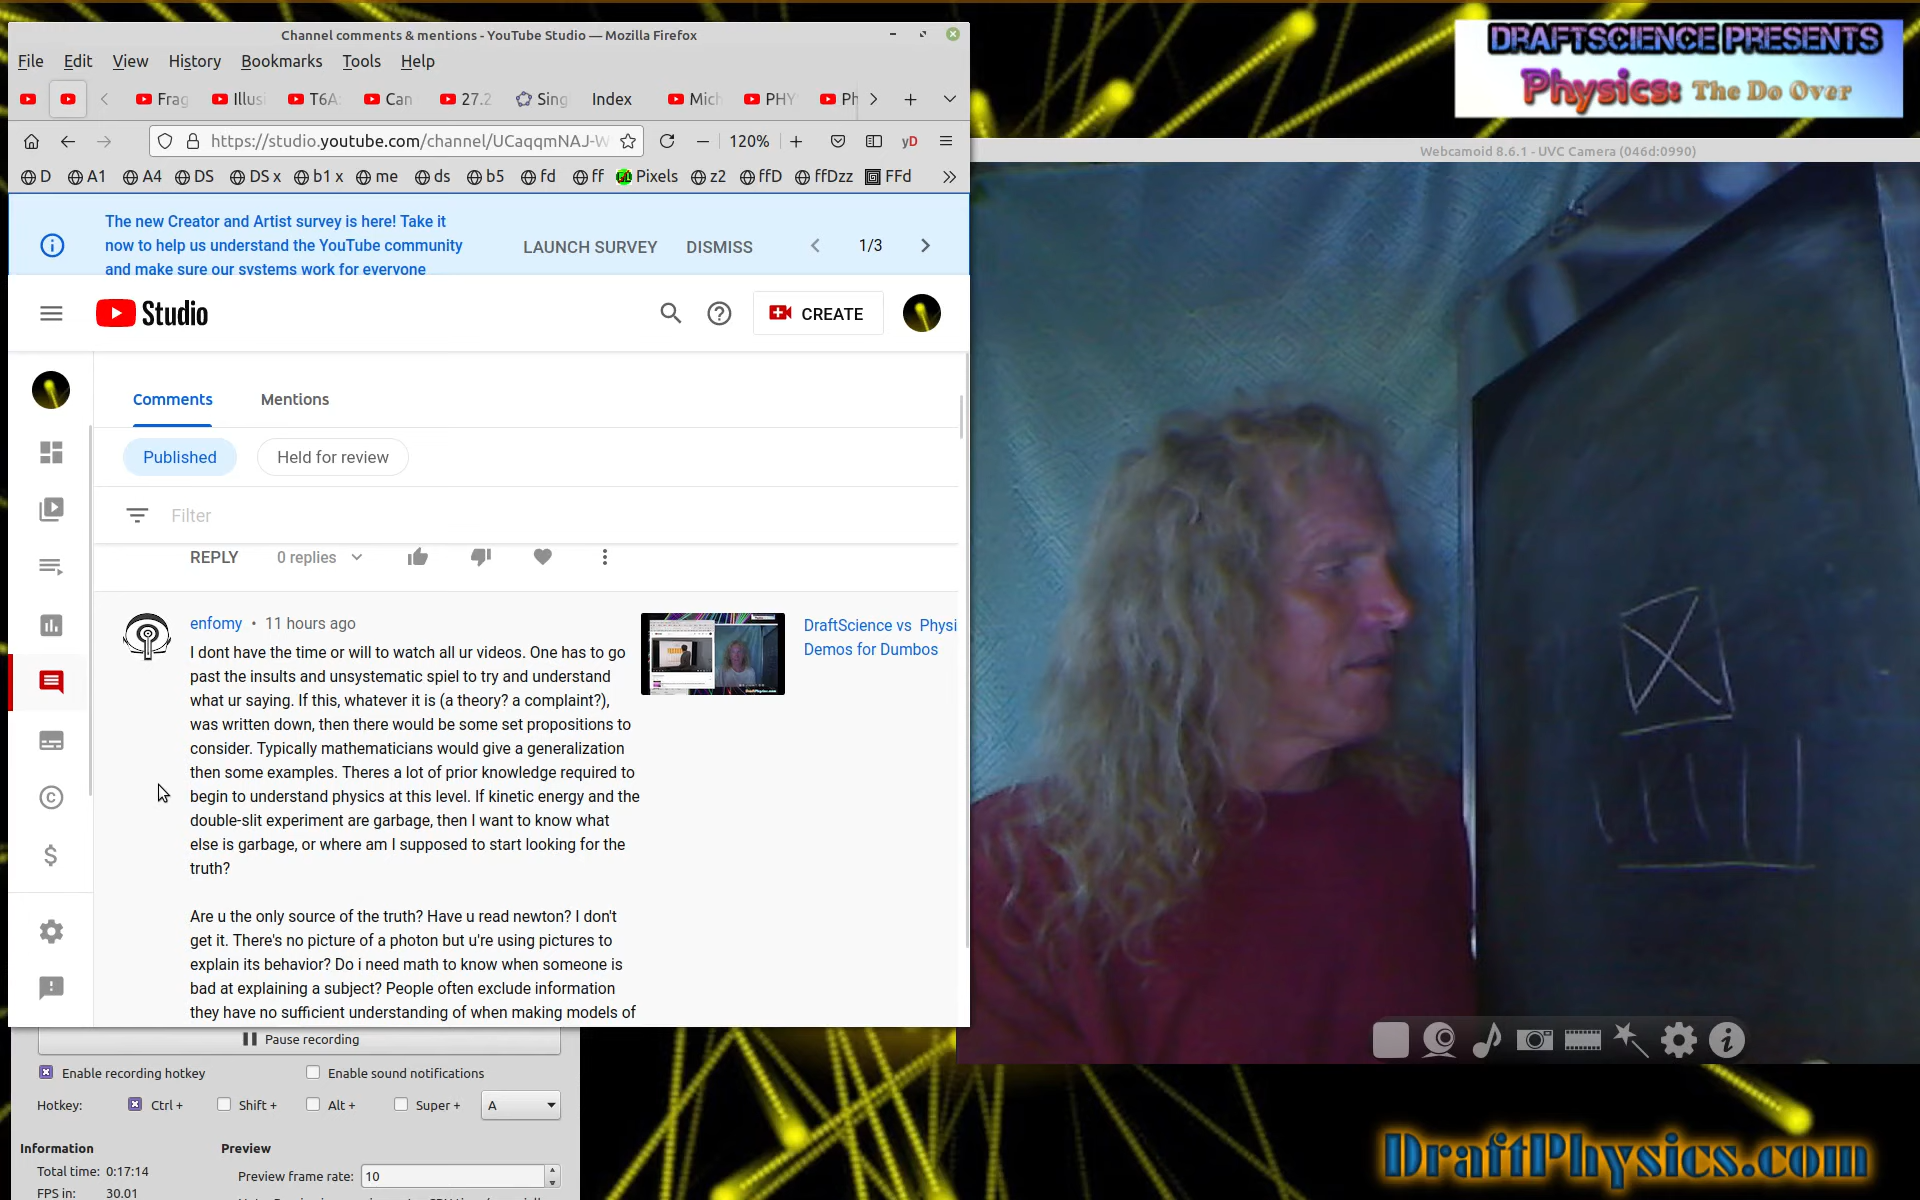 Channel comments & mentions - YouTube Studio — Mozilla Firefox
File Edit View History Bookmarks Tools Help
Frag Illus T6A Can 27.2 Sing Index Mich PHY Ph
https://studio.youtube.com/channel/UCaqqmNAJ-W 120% yD
D A1 A4 DS DS x b1 x me ds b5 fd ff Pixels z2 ffD ffDzz FFd
The new Creator and Artist survey is here! Take it
now to help us understand the YouTube community
and make sure our systems work for everyone
LAUNCH SURVEY DISMISS 1/3
Studio CREATE
Comments Mentions
Published Held for review
Filter
REPLY 0 replies
enfomy • 11 hours ago
I dont have the time or will to watch all ur videos. One has to go
past the insults and unsystematic spiel to try and understand
what ur saying. If this, whatever it is (a theory? a complaint?),
was written down, then there would be some set propositions to
consider. Typically mathematicians would give a generalization
then some examples. Theres a lot of prior knowledge required to
begin to understand physics at this level. If kinetic energy and the
double-slit experiment are garbage, then I want to know what
else is garbage, or where am I supposed to start looking for the
truth?
Are u the only source of the truth? Have u read newton? I don't
get it. There's no picture of a photon but u're using pictures to
explain its behavior? Do i need math to know when someone is
bad at explaining a subject? People often exclude information
they have no sufficient understanding of when making models of
DraftScience vs Physi
Demos for Dumbos
Pause recording
Enable recording hotkey Enable sound notifications
Hotkey: Ctrl + Shift + Alt + Super + A
Information Preview
Total time: 0:17:14
Preview frame rate: 10
FPS in: 30.01
DRAFTSCIENCE PRESENTS
Physics: The Do Over
Webcamoid 8.6.1 - UVC Camera (046d:0990)
DraftPhysics.com